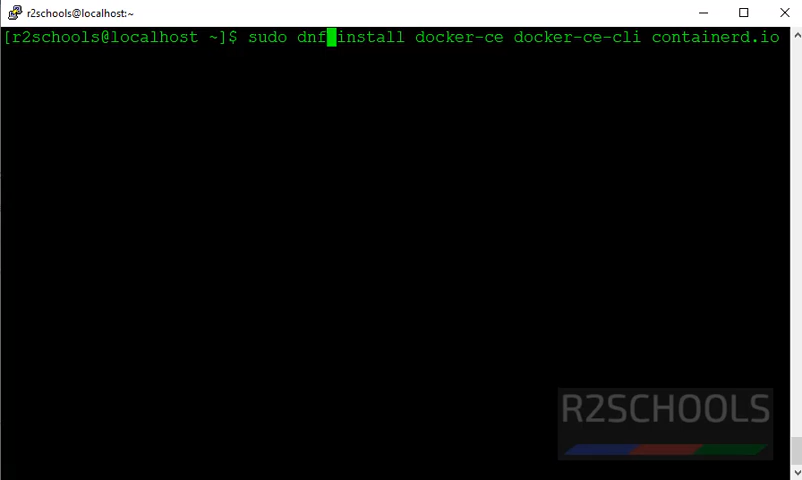 r2schools@localhost:~
[r2schools@localhost ~]$ sudo dnf install docker-ce docker-ce-cli containerd.io
R2SCHOOLS